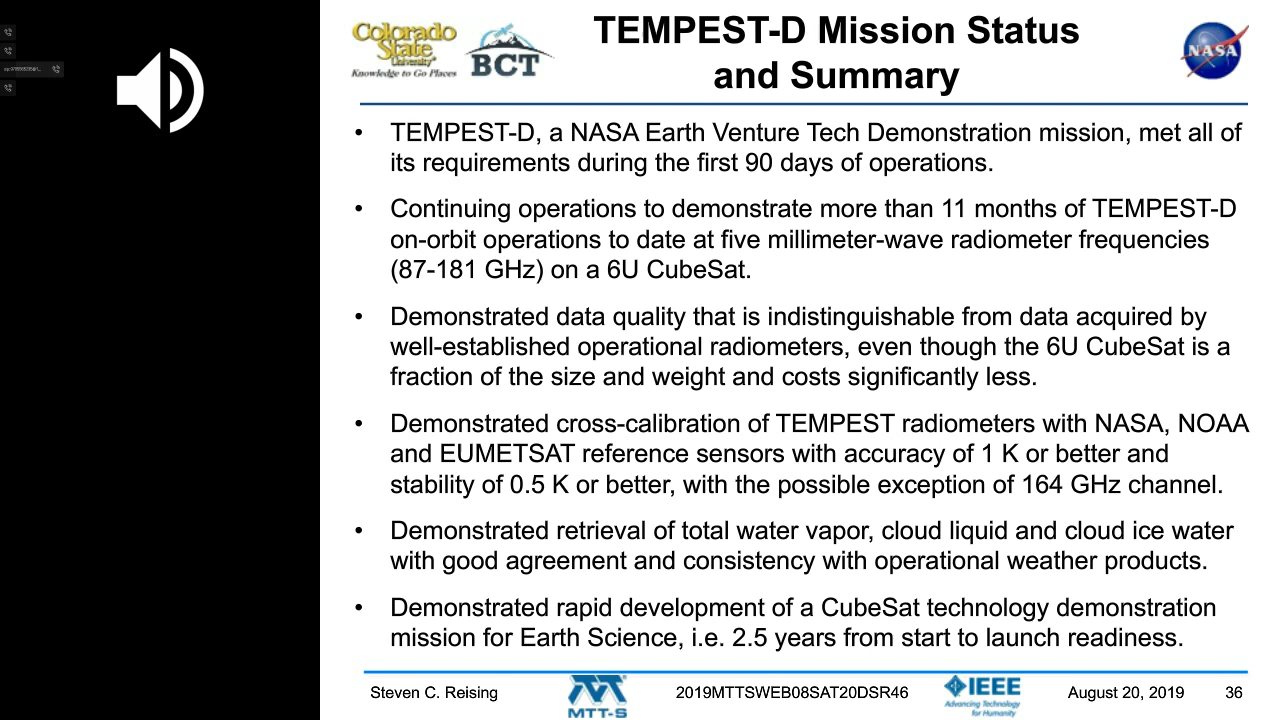 Colorado
State
University
Knowledge to Go Places
BCT
TEMPEST-D Mission Status
and Summary
NASA
• TEMPEST-D, a NASA Earth Venture Tech Demonstration mission, met all of
its requirements during the first 90 days of operations.
• Continuing operations to demonstrate more than 11 months of TEMPEST-D
on-orbit operations to date at five millimeter-wave radiometer frequencies
(87-181 GHz) on a 6U CubeSat.
• Demonstrated data quality that is indistinguishable from data acquired by
well-established operational radiometers, even though the 6U CubeSat is a
fraction of the size and weight and costs significantly less.
• Demonstrated cross-calibration of TEMPEST radiometers with NASA, NOAA
and EUMETSAT reference sensors with accuracy of 1 K or better and
stability of 0.5 K or better, with the possible exception of 164 GHz channel.
• Demonstrated retrieval of total water vapor, cloud liquid and cloud ice water
with good agreement and consistency with operational weather products.
• Demonstrated rapid development of a CubeSat technology demonstration
mission for Earth Science, i.e. 2.5 years from start to launch readiness.
Steven C. Reising
MTT-S
2019MTTSWEB08SAT20DSR46
IEEE
Advancing Technology
for Humanity
August 20, 2019
36